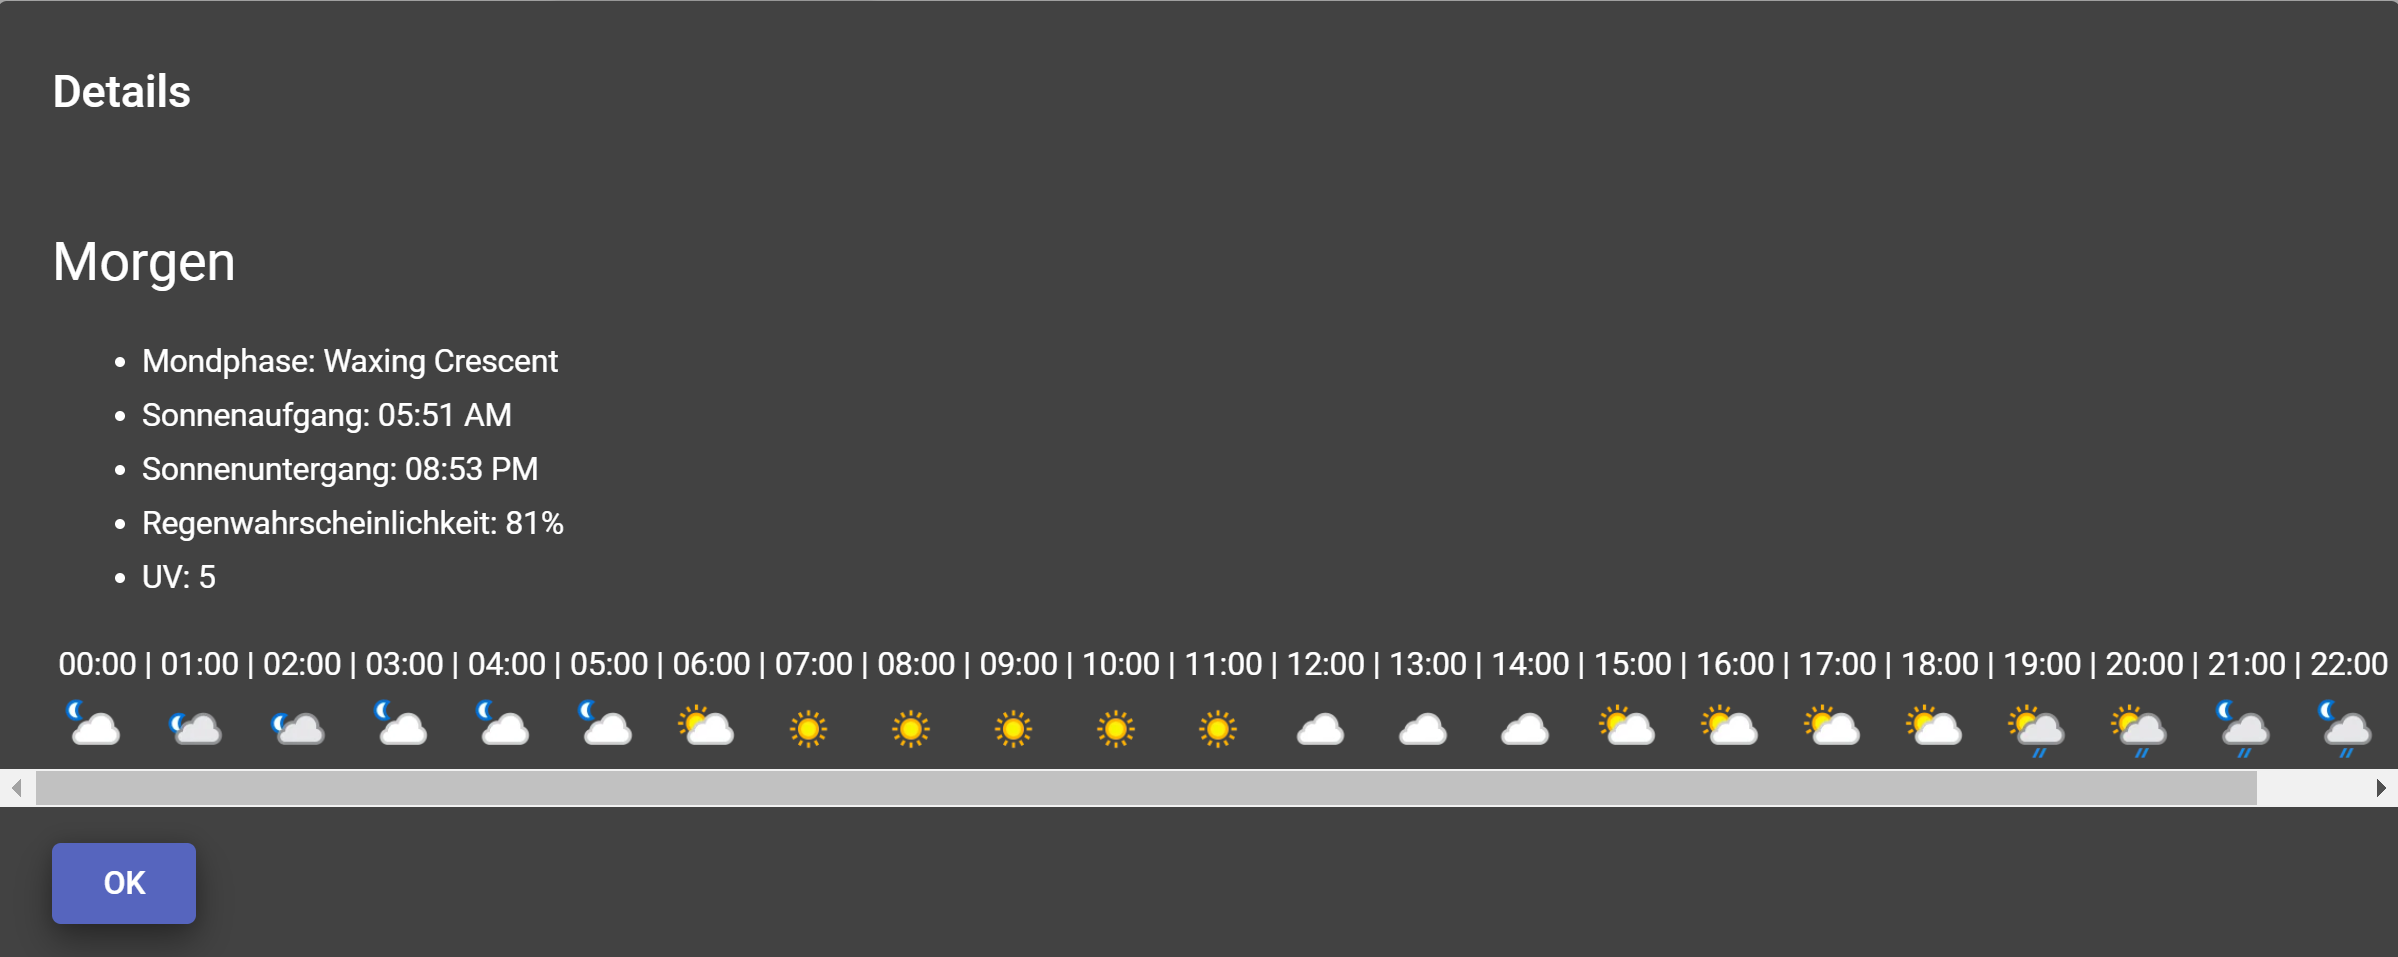 Details
Morgen
• Mondphase: Waxing Crescent
• Sonnenaufgang: 05:51 AM
• Sonnenuntergang: 08:53 PM
• Regenwahrscheinlichkeit: 81%
• UV: 5
00:00 | 01:00 | 02:00 | 03:00 | 04:00 | 05:00 | 06:00 | 07:00 | 08:00 | 09:00 | 10:00 | 11:00 | 12:00 | 13:00 | 14:00 | 15:00 | 16:00 | 17:00 | 18:00 | 19:00 | 20:00 | 21:00 | 22:00
OK